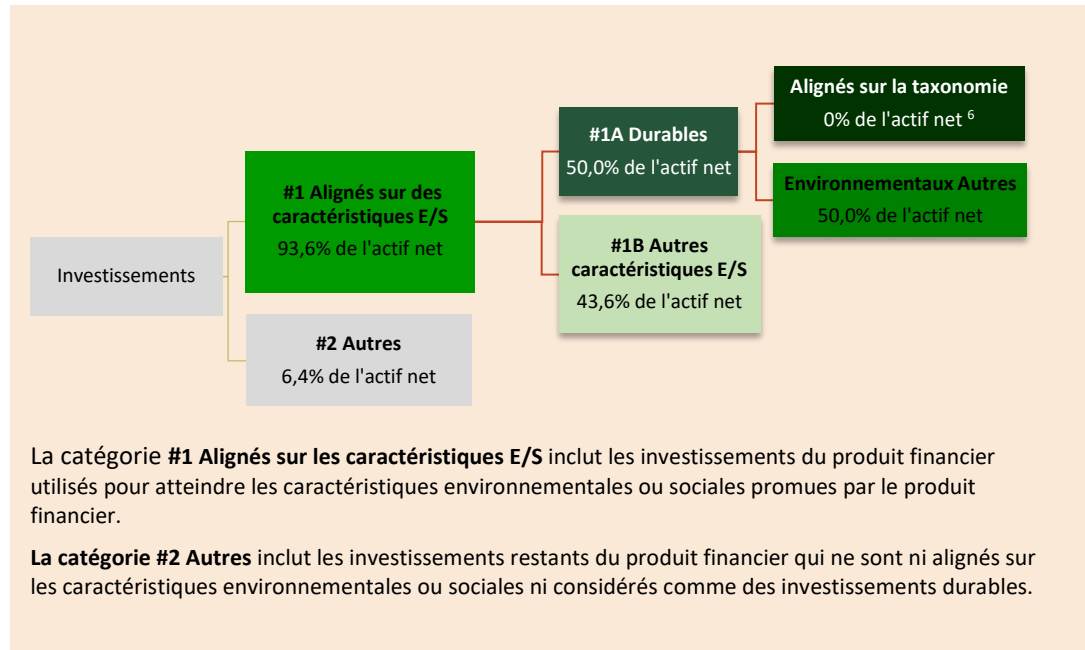 Alignés sur la taxonomie
0% de l'actif net 6
#1A Durables
50,0% de l'actif net
Environnementaux Autres
50,0% de l'actif net
#1 Alignés sur des
caractéristiques E/S
93,6% de l'actif net
#1B Autres
caractéristiques E/S
43,6% de l'actif net
Investissements
#2 Autres
6,4% de l'actif net
La catégorie #1 Alignés sur les caractéristiques E/S inclut les investissements du produit financier
utilisés pour atteindre les caractéristiques environnementales ou sociales promues par le produit
financier.
La catégorie #2 Autres inclut les investissements restants du produit financier qui ne sont ni alignés sur
les caractéristiques environnementales ou sociales ni considérés comme des investissements durables.